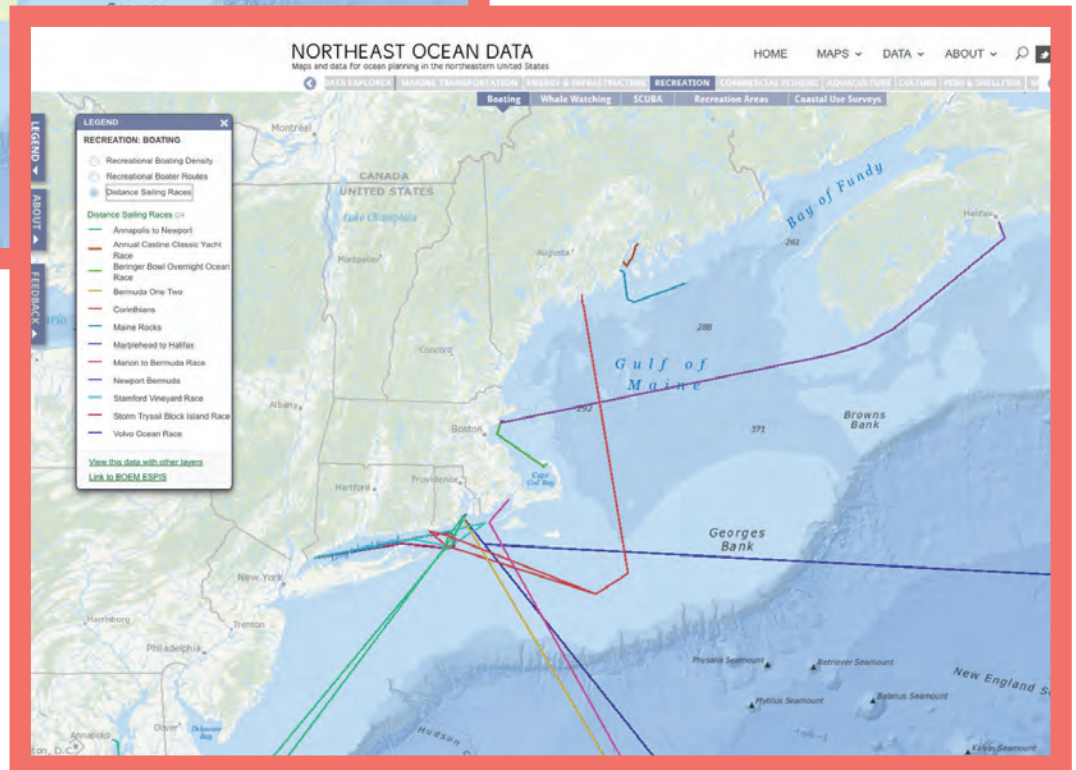 NORTHEAST OCEAN DATA
Maps and data for ocean planning in the northeastern United States
HOME MAPS DATA ABOUT
DATA EXPLORER MARINE TRANSPORTATION ENERGY & INFRASTRUCTURE RECREATION COMMERCIAL FISHING AQUACULTURE CULTURE FISH & SHELLFISH
Boating Whale Watching SCUBA Recreation Areas Coastal Use Surveys
LEGEND
ABOUT
FEEDBACK
LEGEND
RECREATION: BOATING
Recreational Boating Density
Recreational Boater Routes
Distance Sailing Races
Distance Sailing Races
Annapolis to Newport
Annual Castine Classic Yacht
Race
Beringer Bowl Overnight Ocean
Race
Bermuda One Two
Corinthians
Maine Rocks
Marblehead to Halifax
Marion to Bermuda Race
Newport Bermuda
Stamford Vineyard Race
Storm Trysail Block Island Race
Volvo Ocean Race
View this data with other layers
Link to BOEM ESPIS
Montréal
CANADA
UNITED STATES
Lake Champlain
Montpelier
Augusta
Bay of Fundy
Halifax
261
288
Concord
Gulf of
Maine
292
371
Browns
Bank
Albany
Boston
Cape
Cod Bay
Hartford
Providence
Georges
Bank
Long Island Sound
New York
Harrisburg
Trenton
Philadelphia
Physalia Seamount
Retriever Seamount
Mytilus Seamount
Balanus Seamount
New England
Kelvin Seamount
Dover
Delaware
Bay
Annapolis
Hudson